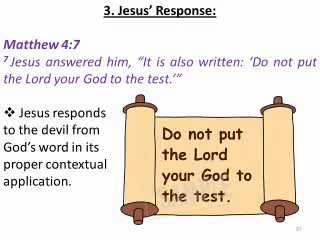 3. Jesus’ Response:
Matthew 4:7
7 Jesus answered him, “It is also written: ‘Do not put
the Lord your God to the test.’”
❖ Jesus responds
to the devil from
God’s word in its
proper contextual
application.
Do not put
the Lord
your God to
the test.